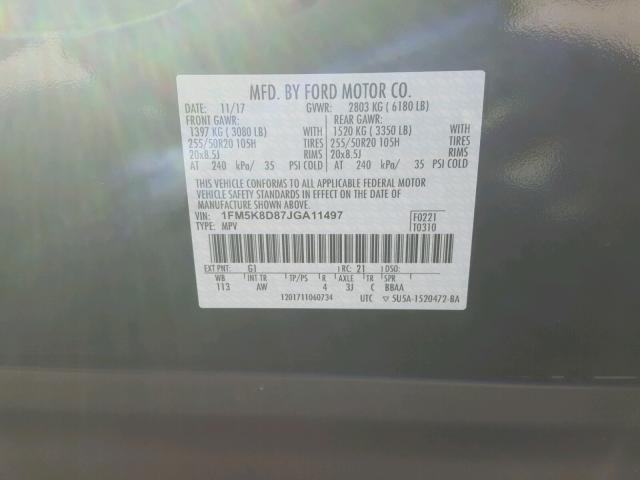 MFD. BY FORD MOTOR CO.
DATE: 11/17 GVWR: 2803 KG ( 6180 LB)
FRONT GAWR: REAR GAWR:
1397 KG ( 3080 LB) WITH 1520 KG ( 3350 LB) WITH
255/50R20 105H TIRES 255/50R20 105H TIRES
20x8.5J RIMS 20x8.5J RIMS
AT 240 kPa/ 35 PSI COLD AT 240 kPa/ 35 PSI COLD
THIS VEHICLE CONFORMS TO ALL APPLICABLE FEDERAL MOTOR
VEHICLE SAFETY STANDARDS IN EFFECT ON THE DATE OF
MANUFACTURE SHOWN ABOVE.
VIN: 1FM5K8D87JGA11497 F0221
TYPE: MPV T0310
EXT PNT: G1 RC: 21 DSO:
WB INT TR TP/PS R AXLE TR SPR
113 AW 4 3J C BBAA
1201711060734 UTC ▽ 5U5A-1520472-BA